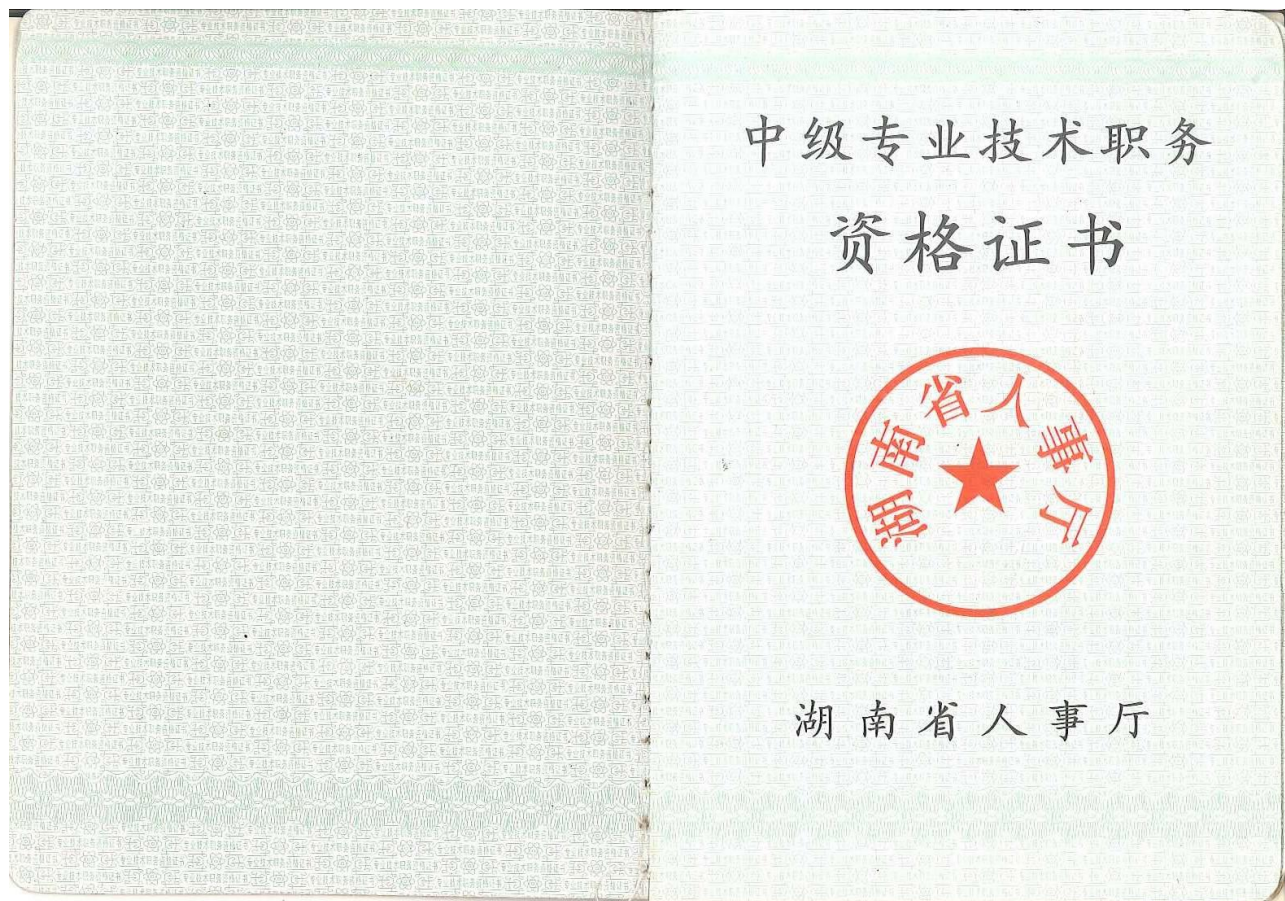 中级专业技术职务
资格证书
湖南省人事厅
湖南省人事厅